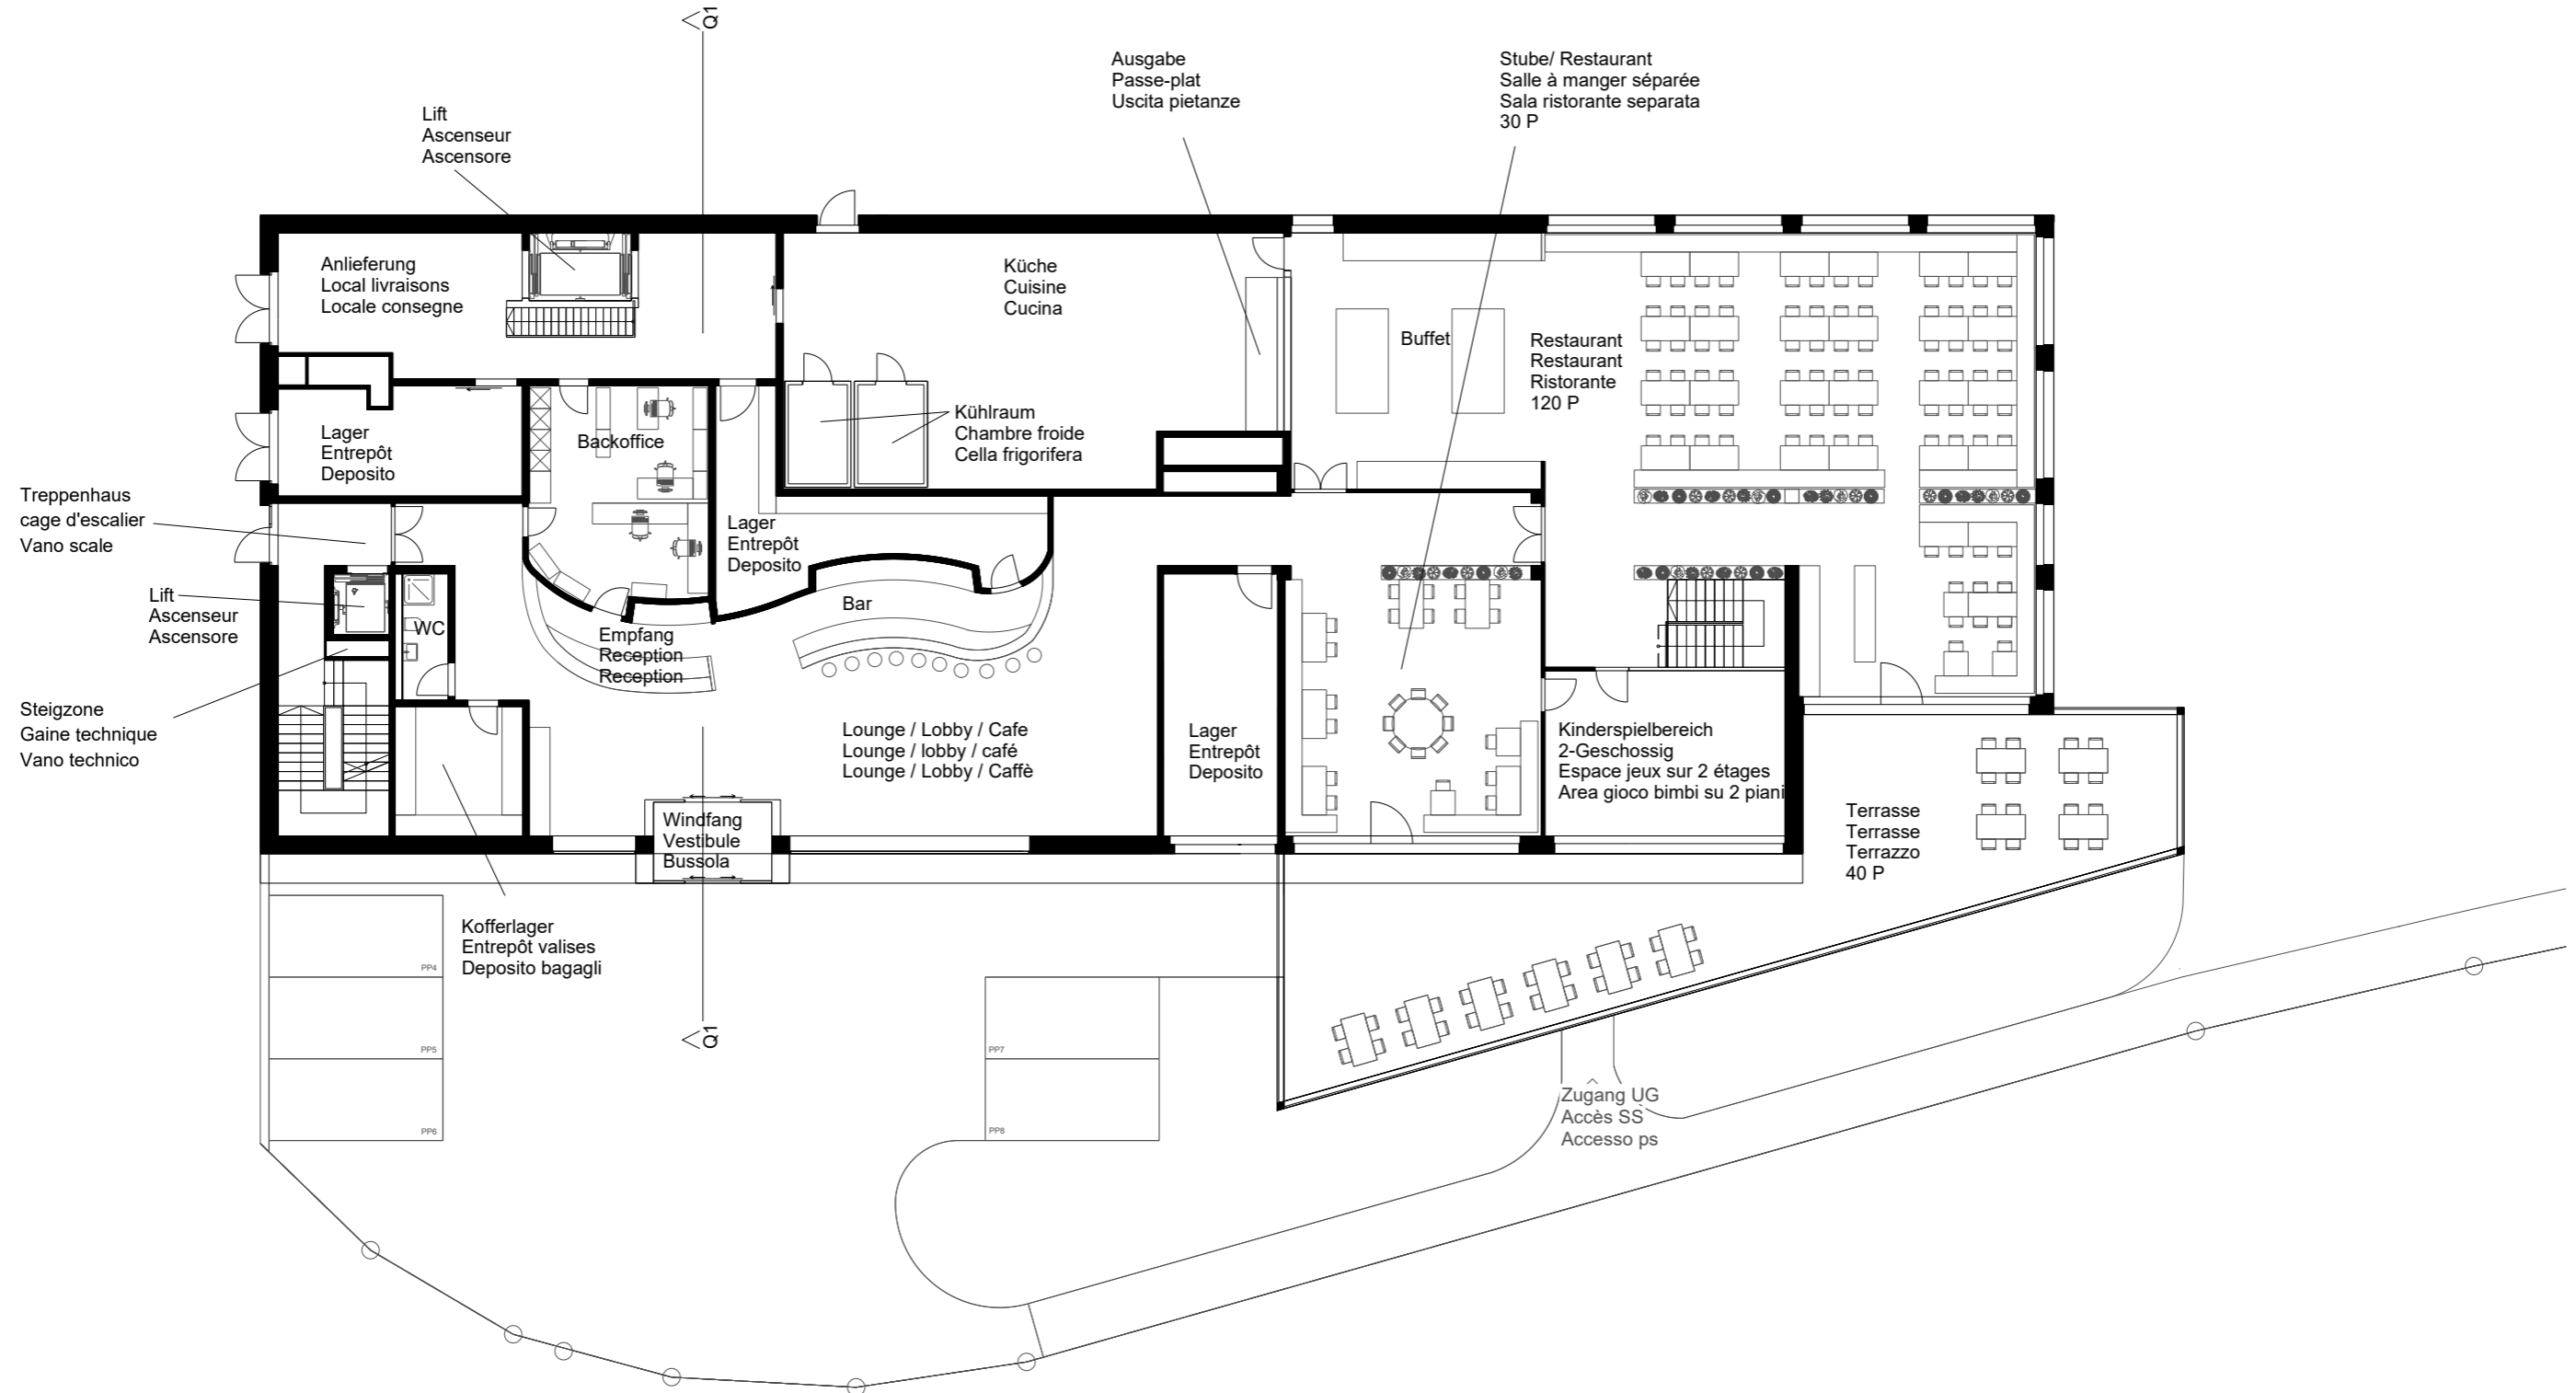 Q1
Ausgabe
Passe-plat
Uscita pietanze
Stube/ Restaurant
Salle à manger séparée
Sala ristorante separata
30 P
Lift
Ascenseur
Ascensore
Anlieferung
Local livraisons
Locale consegne
Küche
Cuisine
Cucina
Buffet
Restaurant
Restaurant
Ristorante
120 P
Kühlraum
Chambre froide
Cella frigorifera
Lager
Entrepôt
Deposito
Backoffice
Treppenhaus
cage d'escalier
Vano scale
Lager
Entrepôt
Deposito
Lift
Ascenseur
Ascensore
WC
Bar
Empfang
Reception
Reception
Steigzone
Gaine technique
Vano technico
Lounge / Lobby / Cafe
Lounge / lobby / café
Lounge / Lobby / Caffè
Lager
Entrepôt
Deposito
Kinderspielbereich
2-Geschossig
Espace jeux sur 2 étages
Area gioco bimbi su 2 piani
Windfang
Vestibule
Bussola
Terrasse
Terrasse
Terrazzo
40 P
Kofferlager
Entrepôt valises
Deposito bagagli
PP4
PP5
PP6
Q1
PP7
PP8
Zugang UG
Accès SS
Accesso ps